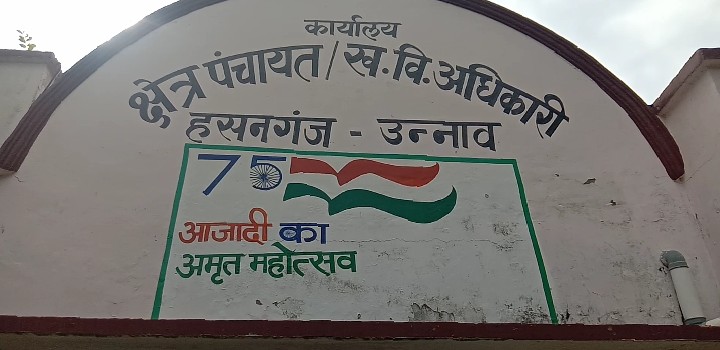 कार्यालय
क्षेत्र पंचायत/ख.वि.अधिकारी
हसनगंज - उन्नाव
75
आजादी का
अमृत महोत्सव